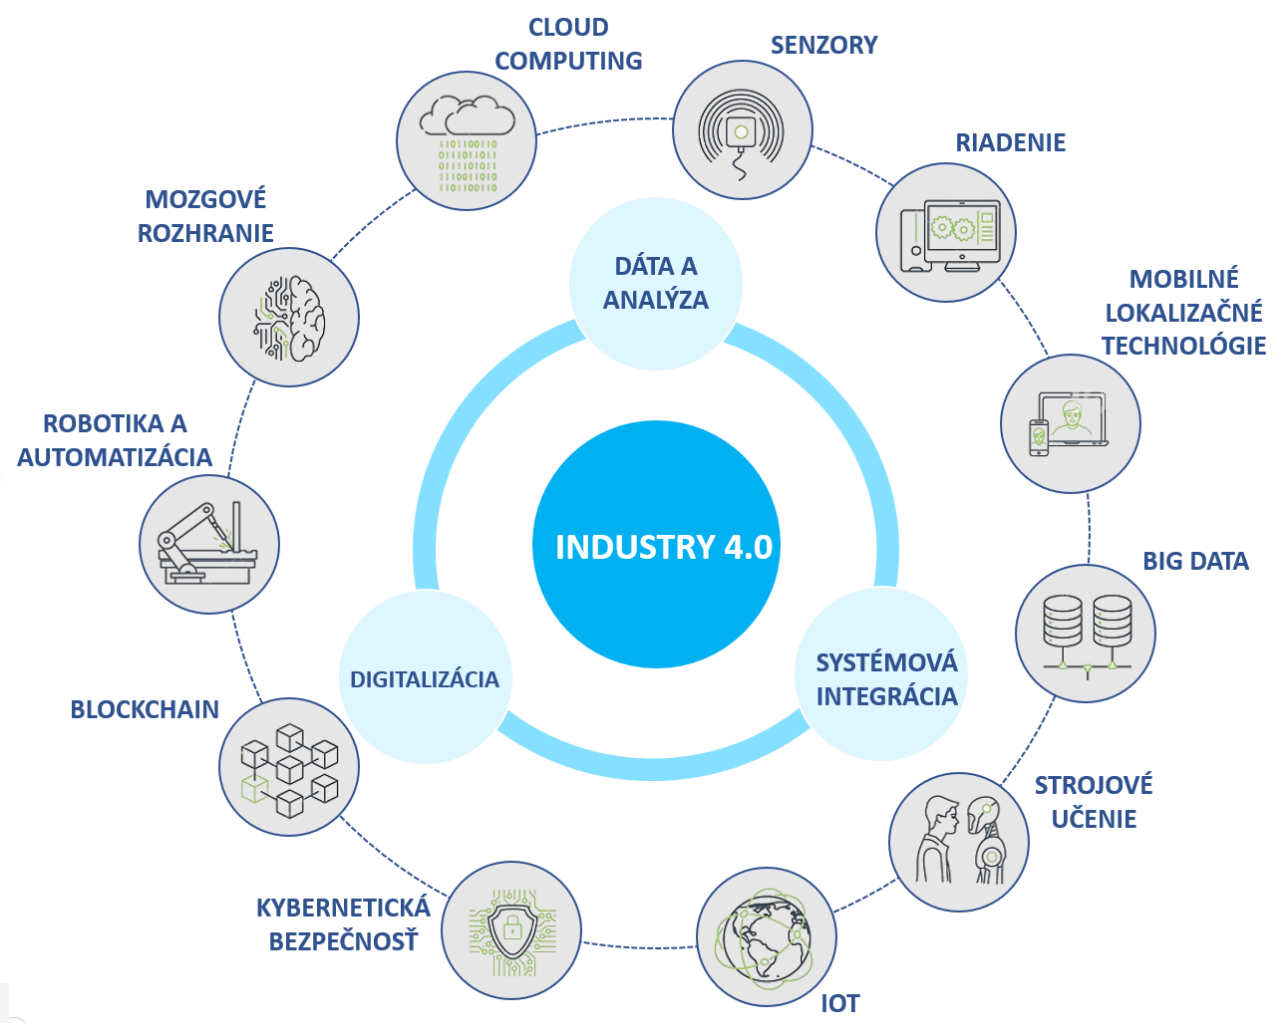 CLOUD
COMPUTING
SENZORY
RIADENIE
MOZGOVÉ
ROZHRANIE
DÁTA A
ANALÝZA
MOBILNÉ
LOKALIZAČNÉ
TECHNOLÓGIE
ROBOTIKA A
AUTOMATIZÁCIA
INDUSTRY 4.0
BIG DATA
DIGITALIZÁCIA
SYSTÉMOVÁ
INTEGRÁCIA
BLOCKCHAIN
STROJOVÉ
UČENIE
KYBERNETICKÁ
BEZPEČNOSŤ
IOT